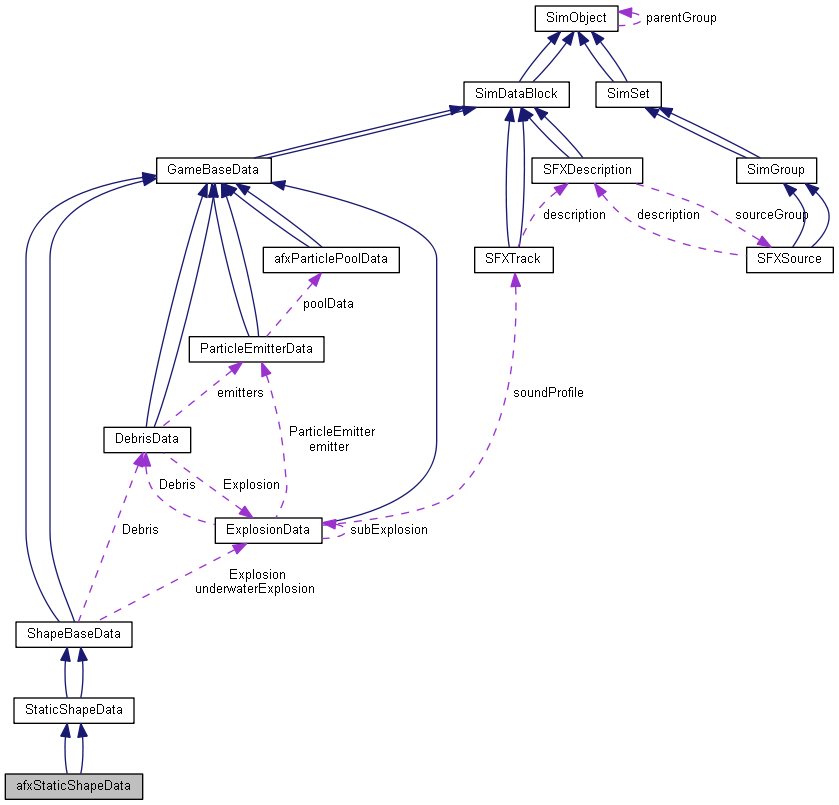 SimObject
parentGroup
SimDataBlock
SimSet
GameBaseData
SFXDescription
SimGroup
description
description
sourceGroup
afxParticlePoolData
SFXTrack
SFXSource
poolData
ParticleEmitterData
emitters
soundProfile
ParticleEmitter
emitter
DebrisData
Debris
Explosion
Debris
ExplosionData
subExplosion
Explosion
underwaterExplosion
ShapeBaseData
StaticShapeData
afxStaticShapeData